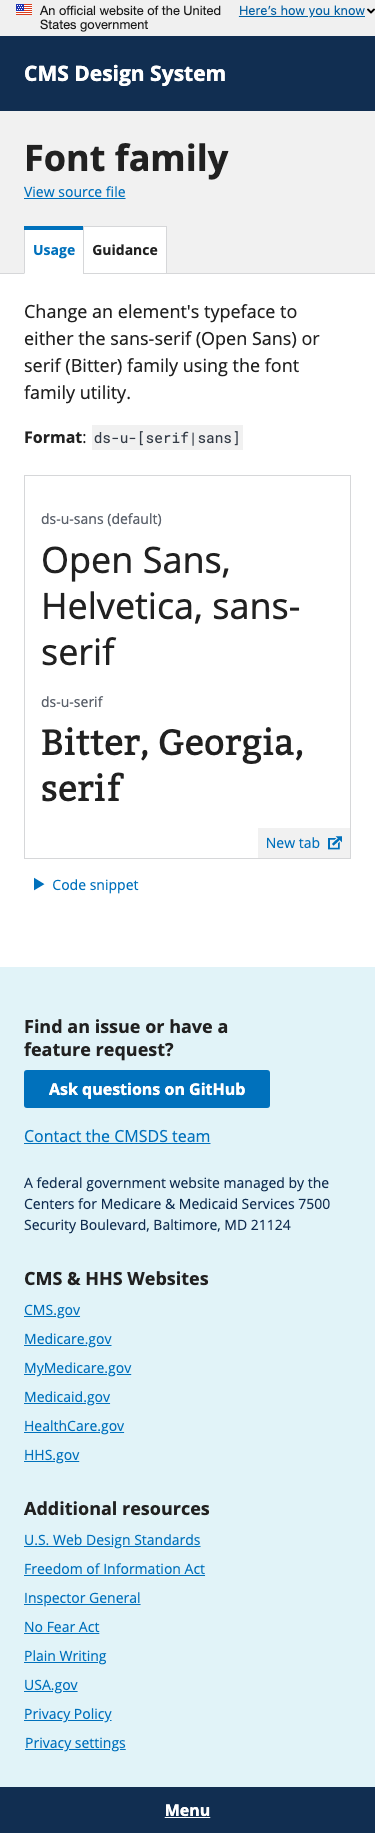 An official website of the United
States government
Here's how you know
CMS Design System
Font family
View source file
Usage
Guidance
Change an element's typeface to
either the sans-serif (Open Sans) or
serif (Bitter) family using the font
family utility.
Format: ds-u-[serif|sans]
ds-u-sans (default)
Open Sans,
Helvetica, sans-
serif
ds-u-serif
Bitter, Georgia,
serif
New tab
Code snippet
Find an issue or have a
feature request?
Ask questions on GitHub
Contact the CMSDS team
A federal government website managed by the
Centers for Medicare & Medicaid Services 7500
Security Boulevard, Baltimore, MD 21124
CMS & HHS Websites
CMS.gov
Medicare.gov
MyMedicare.gov
Medicaid.gov
HealthCare.gov
HHS.gov
Additional resources
U.S. Web Design Standards
Freedom of Information Act
Inspector General
No Fear Act
Plain Writing
USA.gov
Privacy Policy
Privacy settings
Menu